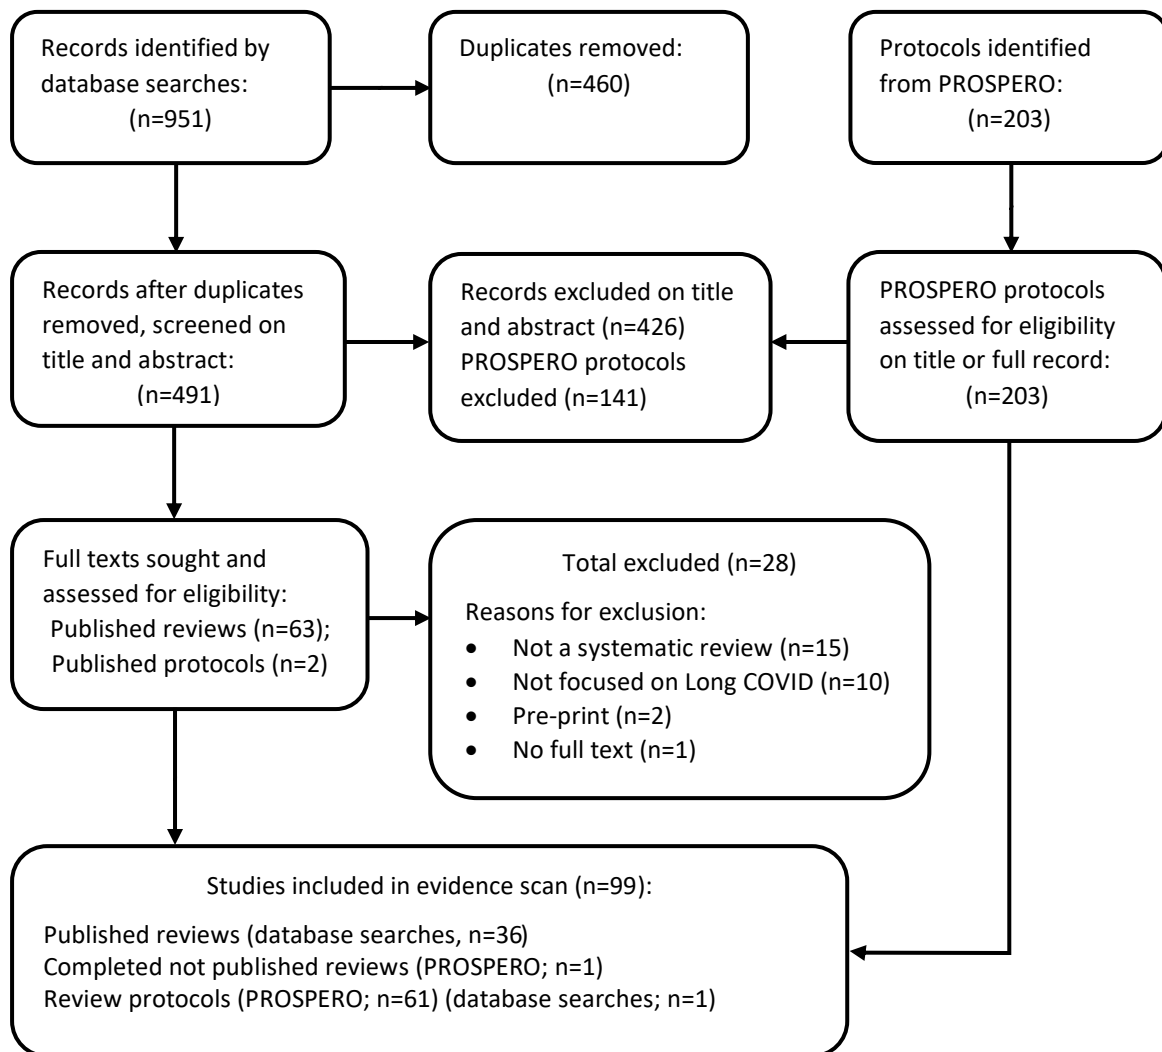 Records identified by
database searches:
(n=951)
Duplicates removed:
(n=460)
Protocols identified
from PROSPERO:
(n=203)
Records after duplicates
removed, screened on
title and abstract:
(n=491)
Records excluded on title
and abstract (n=426)
PROSPERO protocols
excluded (n=141)
PROSPERO protocols
assessed for eligibility
on title or full record:
(n=203)
Full texts sought and
assessed for eligibility:
Published reviews (n=63);
Published protocols (n=2)
Total excluded (n=28)
Reasons for exclusion:
• Not a systematic review (n=15)
• Not focused on Long COVID (n=10)
• Pre-print (n=2)
• No full text (n=1)
Studies included in evidence scan (n=99):
Published reviews (database searches, n=36)
Completed not published reviews (PROSPERO; n=1)
Review protocols (PROSPERO; n=61) (database searches; n=1)